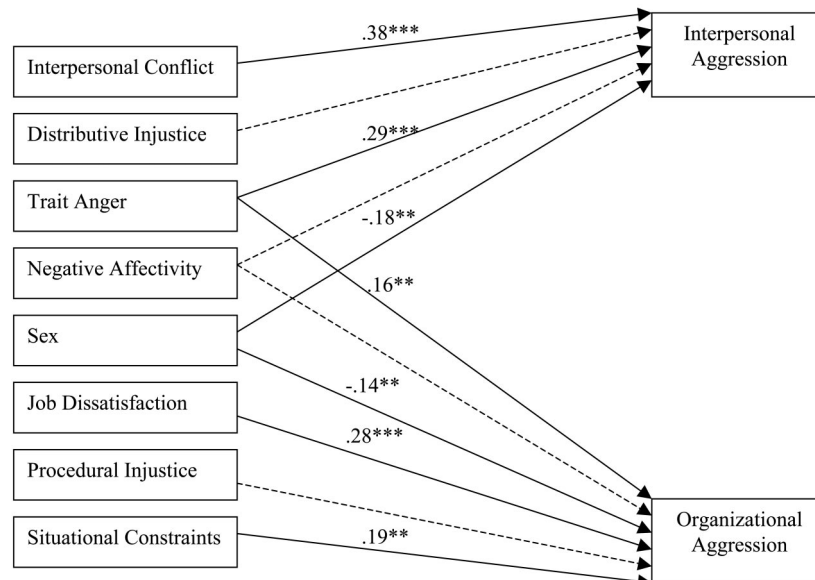 .38***
Interpersonal
Aggression
Interpersonal Conflict
Distributive Injustice
.29***
Trait Anger
-.18**
Negative Affectivity
.16**
Sex
-.14**
Job Dissatisfaction
.28***
Procedural Injustice
Organizational
Aggression
Situational Constraints
.19**